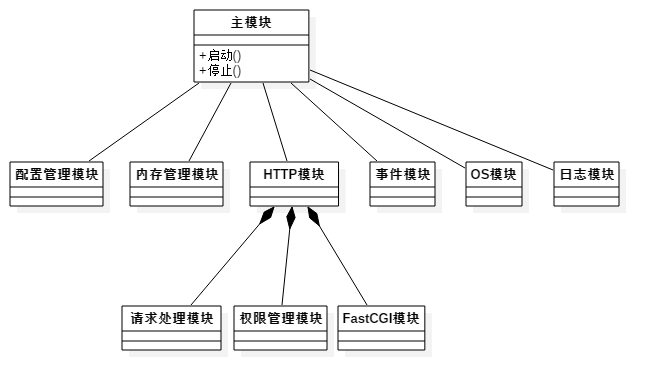 主模块
+启动()
+停止()
配置管理模块
内存管理模块
HTTP模块
事件模块
OS模块
日志模块
请求处理模块
权限管理模块
FastCGI模块